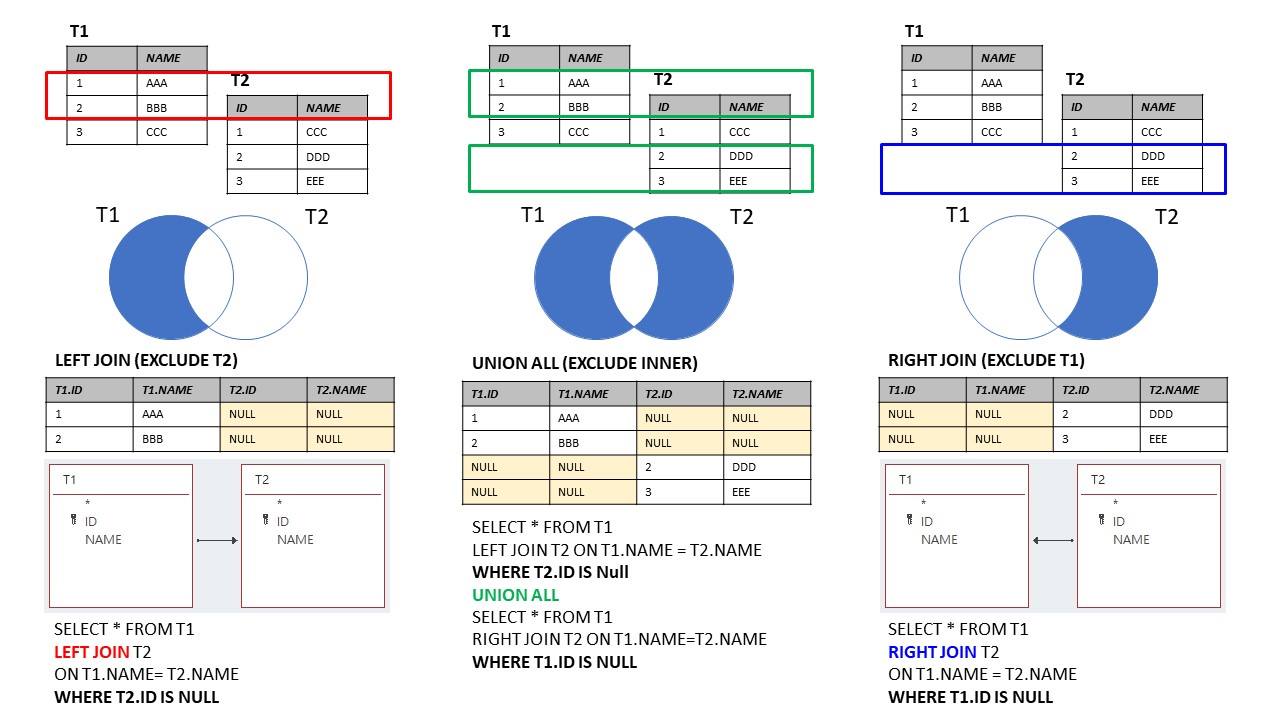 T1
ID NAME
1 AAA
2 BBB
3 CCC
T2
ID NAME
1 CCC
2 DDD
3 EEE
T1 T2
LEFT JOIN (EXCLUDE T2)
T1.ID T1.NAME T2.ID T2.NAME
1 AAA NULL NULL
2 BBB NULL NULL
T1 T2
* *
ID ID
NAME NAME
SELECT * FROM T1
LEFT JOIN T2
ON T1.NAME= T2.NAME
WHERE T2.ID IS NULL
T1
ID NAME
1 AAA
2 BBB
3 CCC
T2
ID NAME
1 CCC
2 DDD
3 EEE
T1 T2
UNION ALL (EXCLUDE INNER)
T1.ID T1.NAME T2.ID T2.NAME
1 AAA NULL NULL
2 BBB NULL NULL
NULL NULL 2 DDD
NULL NULL 3 EEE
SELECT * FROM T1
LEFT JOIN T2 ON T1.NAME = T2.NAME
WHERE T2.ID IS Null
UNION ALL
SELECT * FROM T1
RIGHT JOIN T2 ON T1.NAME=T2.NAME
WHERE T1.ID IS NULL
T1
ID NAME
1 AAA
2 BBB
3 CCC
T2
ID NAME
1 CCC
2 DDD
3 EEE
T1 T2
RIGHT JOIN (EXCLUDE T1)
T1.ID T1.NAME T2.ID T2.NAME
NULL NULL 2 DDD
NULL NULL 3 EEE
T1 T2
* *
ID ID
NAME NAME
SELECT * FROM T1
RIGHT JOIN T2
ON T1.NAME = T2.NAME
WHERE T1.ID IS NULL